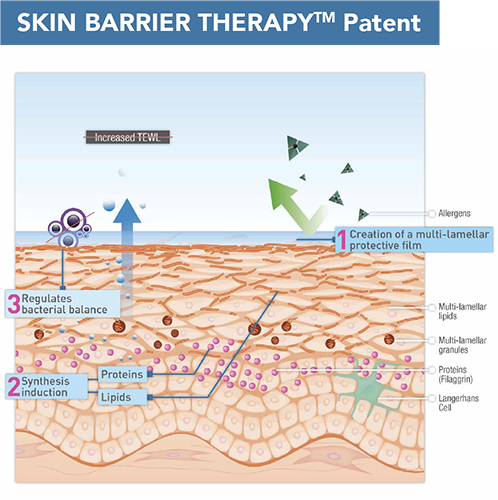 SKIN BARRIER THERAPY™ Patent
Increased TEWL
Allergens
1 Creation of a multi-lamellar
protective film
3 Regulates
bacterial balance
Multi-lamellar
lipids
Multi-lamellar
granules
Proteins
(Filaggrin)
2 Synthesis
induction
Proteins
Lipids
Langerhans
Cell